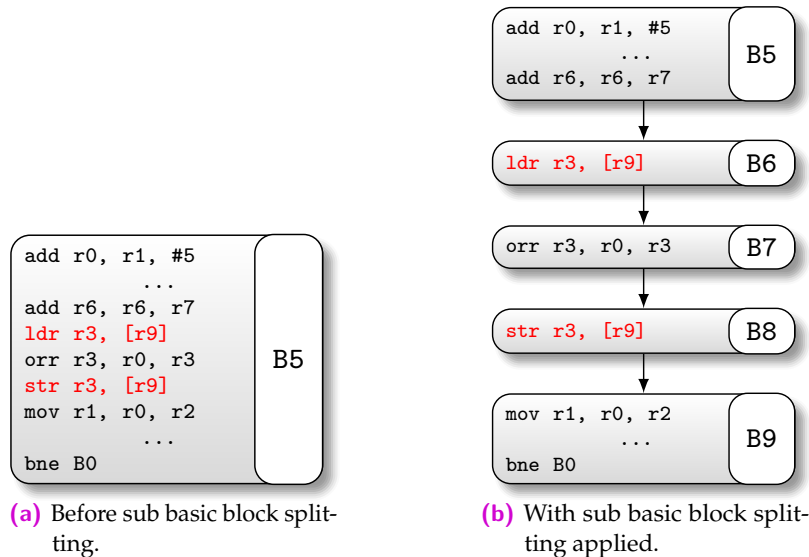 add r0, r1, #5
...
add r6, r6, r7
ldr r3, [r9]
orr r3, r0, r3
str r3, [r9]
mov r1, r0, r2
...
bne B0
B5
(a) Before sub basic block split-
ting.
add r0, r1, #5
...
add r6, r6, r7
B5
ldr r3, [r9]
B6
orr r3, r0, r3
B7
str r3, [r9]
B8
mov r1, r0, r2
...
bne B0
B9
(b) With sub basic block split-
ting applied.